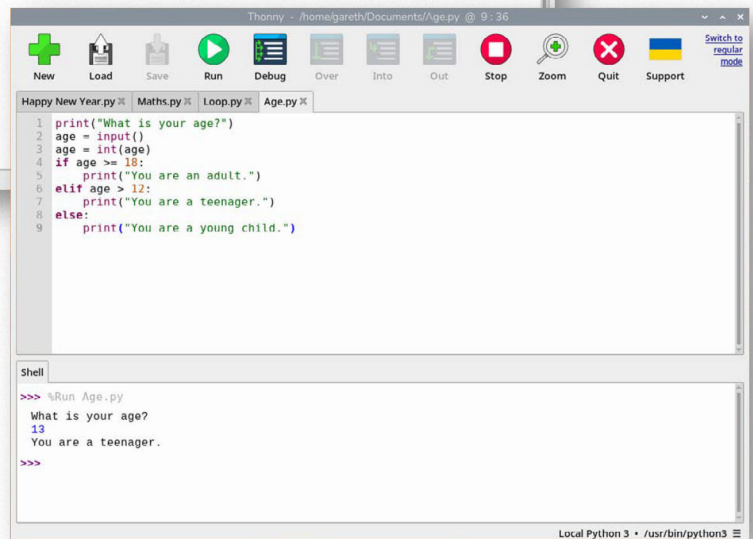 Thonny - /home/gareth/Documents//Age.py @ 9:36
New Load Save Run Debug Over Into Out Stop Zoom Quit Support Switch to
regular
mode
Happy New Year.py Maths.py Loop.py Age.py
1 print("What is your age?")
2 age = input()
3 age = int(age)
4 if age >= 18:
5     print("You are an adult.")
6 elif age > 12:
7     print("You are a teenager.")
8 else:
9     print("You are a young child.")
Shell
>>> %Run Age.py
What is your age?
13
You are a teenager.
>>>
Local Python 3 • /usr/bin/python3 ☰